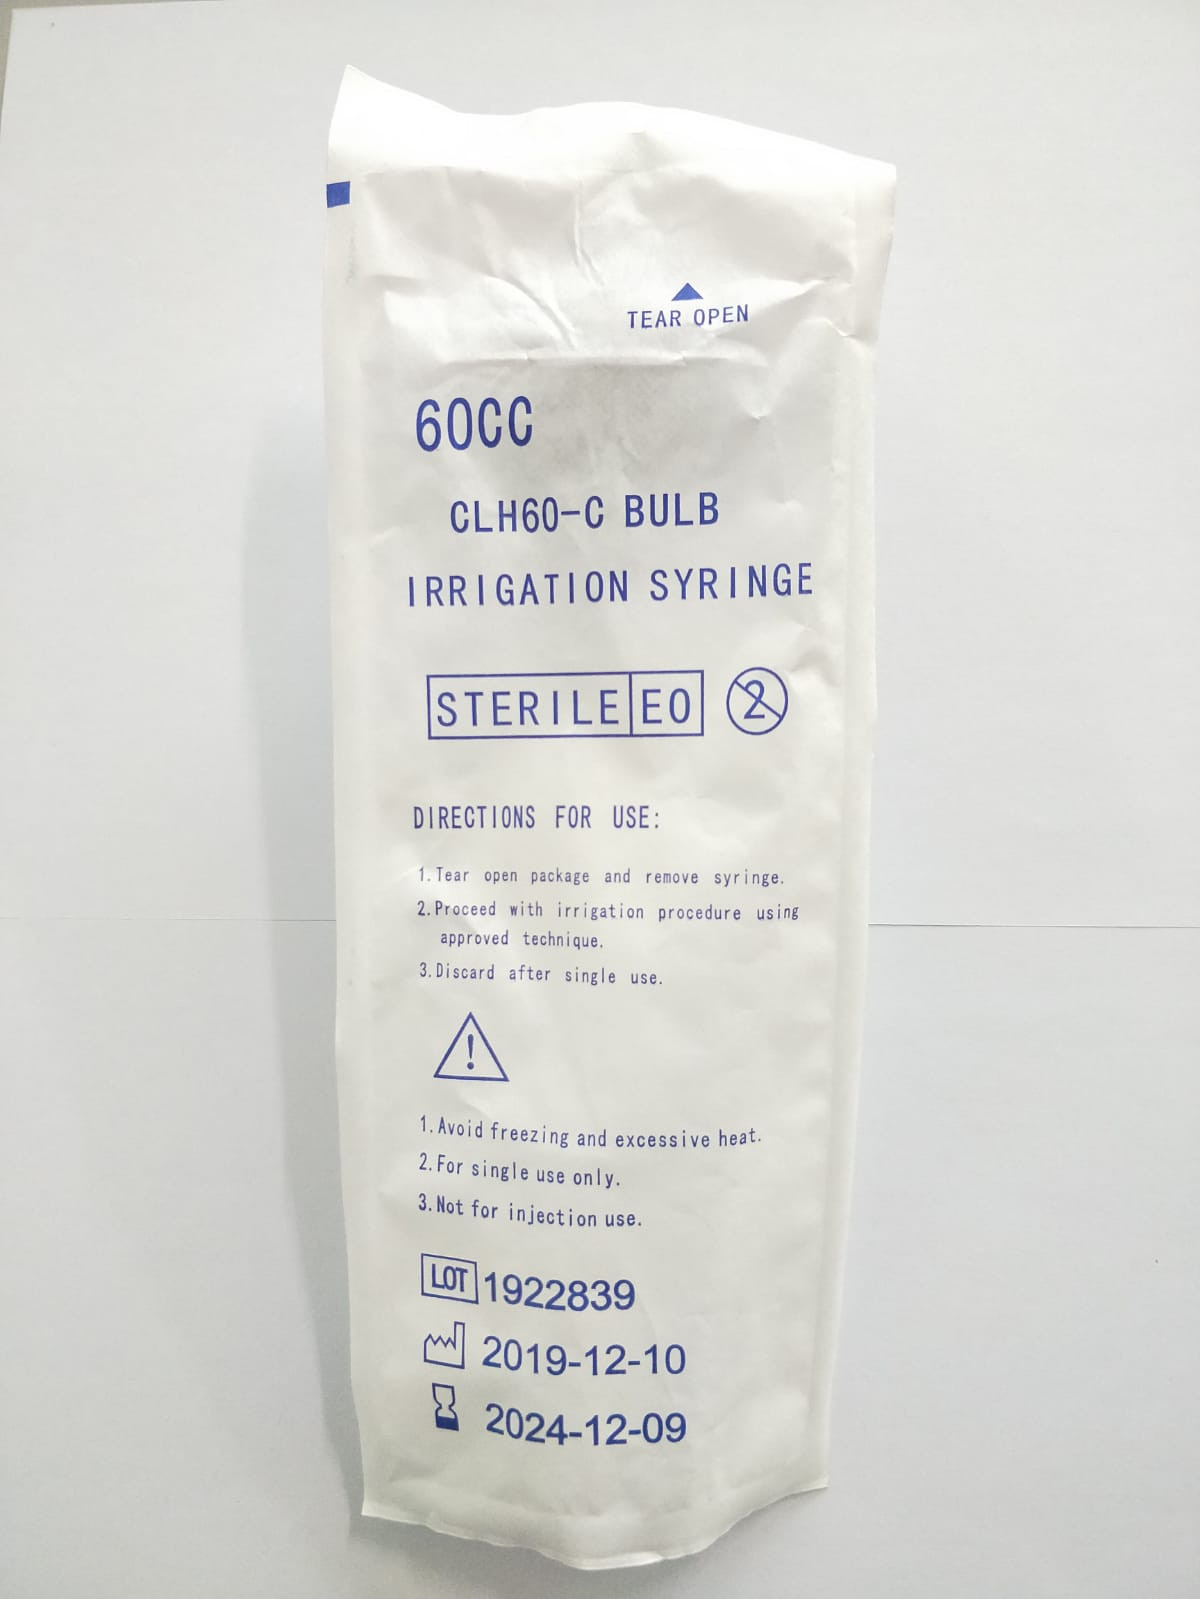 TEAR OPEN
60CC
CLH60-C BULB
IRRIGATION SYRINGE
STERILE EO 2
DIRECTIONS FOR USE:
1. Tear open package and remove syringe.
2. Proceed with irrigation procedure using
approved technique.
3. Discard after single use.
!
1. Avoid freezing and excessive heat.
2. For single use only.
3. Not for injection use.
LOT 1922839
2019-12-10
2024-12-09